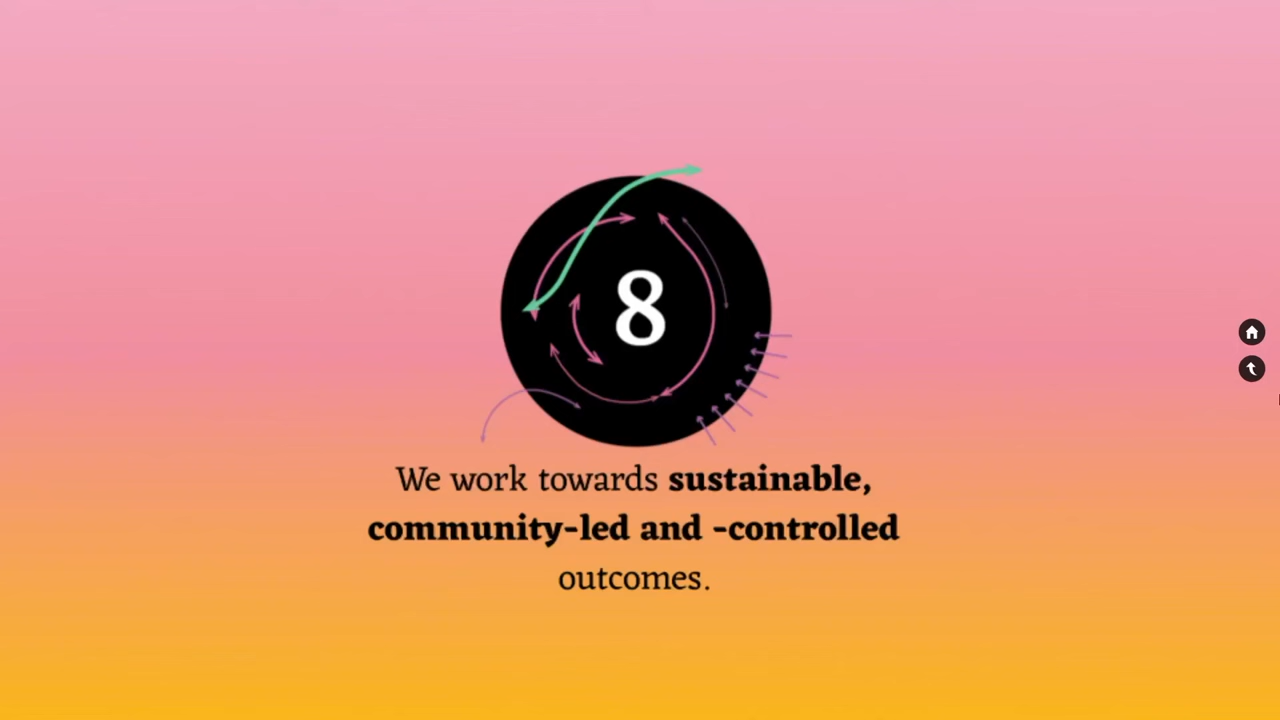 8
We work towards sustainable,
community-led and -controlled
outcomes.